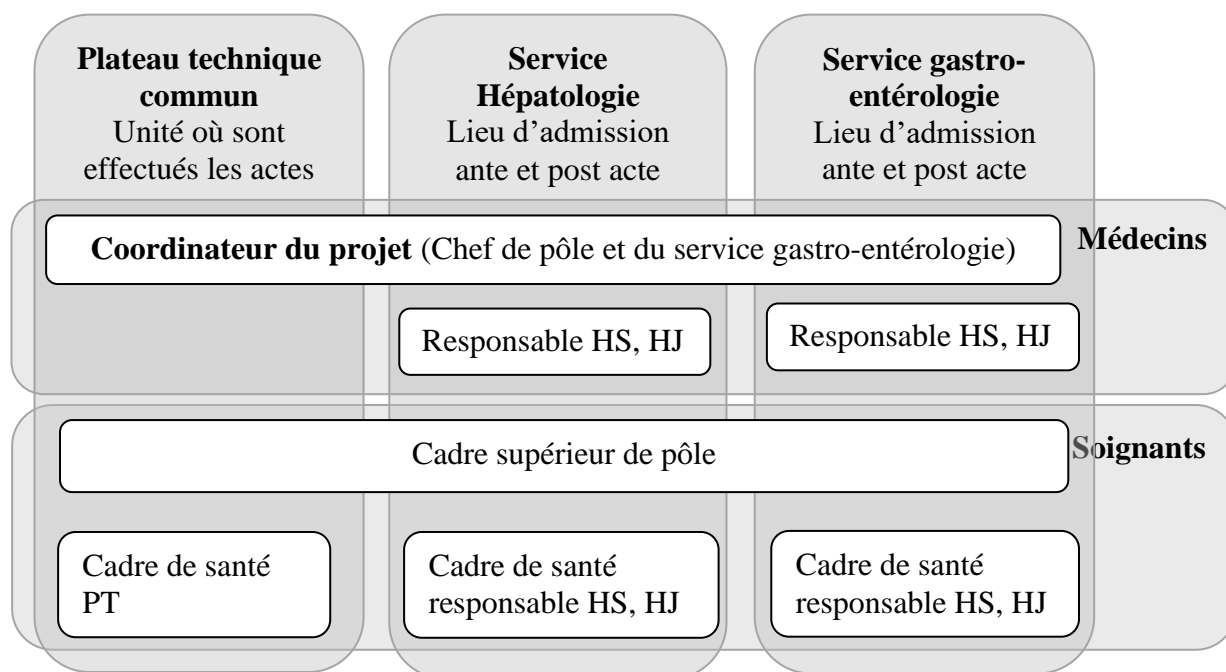 Plateau technique
commun
Unité où sont
effectués les actes
Service
Hépatologie
Lieu d’admission
ante et post acte
Service gastro-
entérologie
Lieu d’admission
ante et post acte
Coordinateur du projet (Chef de pôle et du service gastro-entérologie)
Médecins
Responsable HS, HJ
Responsable HS, HJ
Cadre supérieur de pôle
Soignants
Cadre de santé
PT
Cadre de santé
responsable HS, HJ
Cadre de santé
responsable HS, HJ